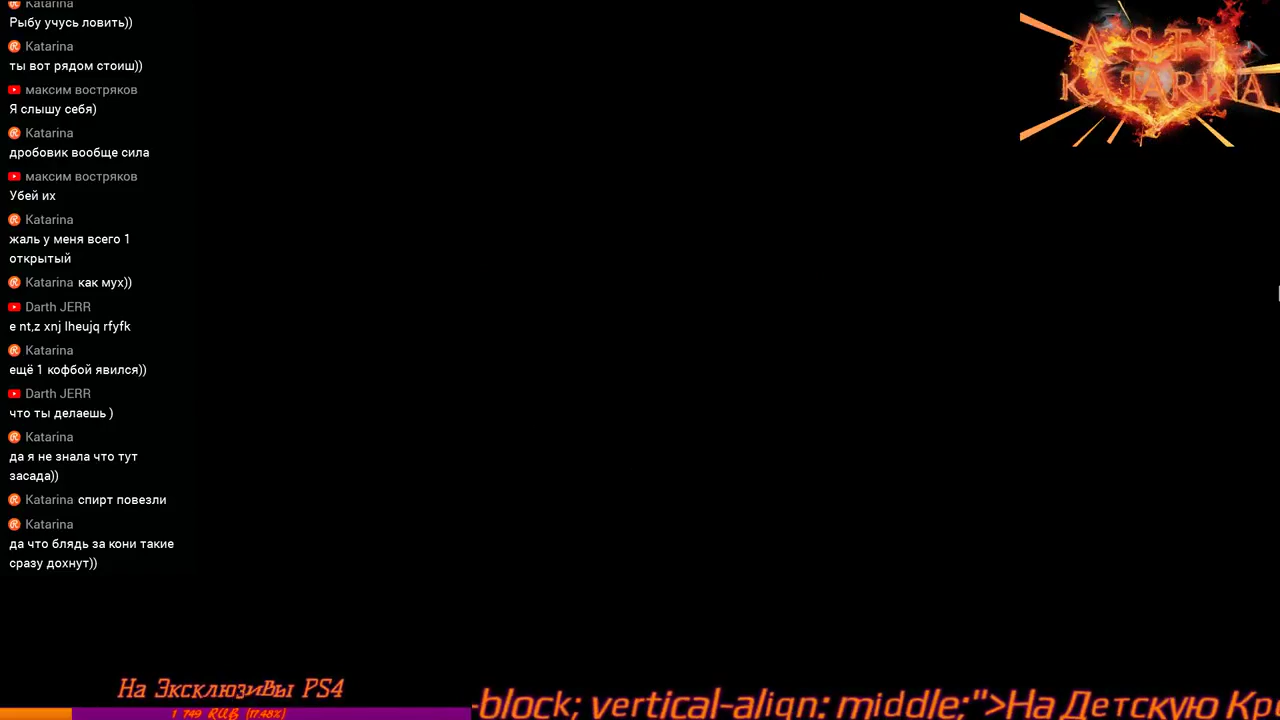 Katarina
Рыбу учусь ловить))
Katarina
ты вот рядом стоиш))
максим востряков
Я слышу себя)
Katarina
дробовик вообще сила
максим востряков
Убей их
Katarina
жаль у меня всего 1
открытый
Katarina как мух))
Darth JERR
e nt,z xnj lheujq rfyfk
Katarina
ещё 1 кофбой явился))
Darth JERR
что ты делаешь )
Katarina
да я не знала что тут
засада))
Katarina спирт повезли
Katarina
да что блядь за кони такие
сразу дохнут))
ASTI
KATARINA
На Эксклюзивы PS4
1 749 RUB (17.48%)
-block; vertical-align: middle;">На Детскую Кр